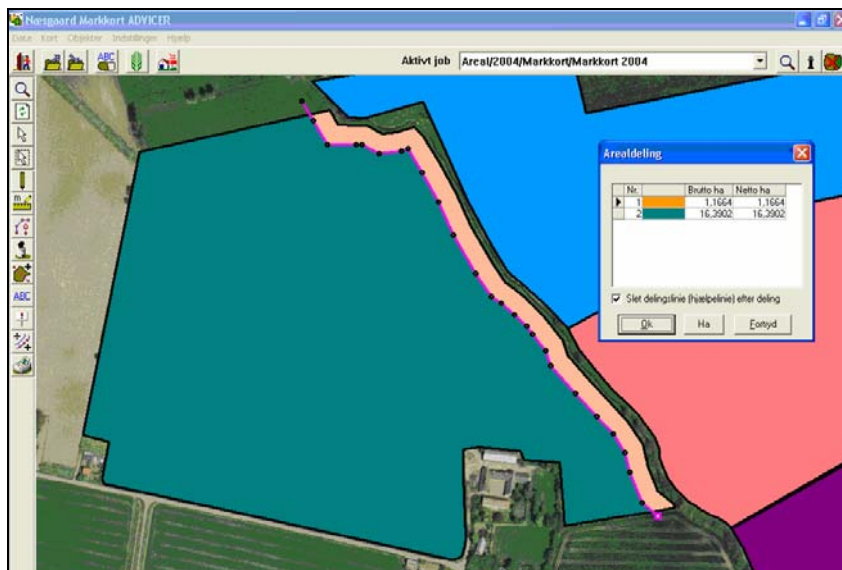 Næsgaard Markkort ADVICER
Data Kort Objekter Indstillinger Hjælp
ABC
Aktivt job Areal/2004/Markkort/Markkort 2004
m
ABC
Arealdeling
Nr. Brutto ha Netto ha
1 1,1664 1,1664
2 16,3902 16,3902
Slet delingslinie (hjælpelinie) efter deling
Ok Ha Fortryd